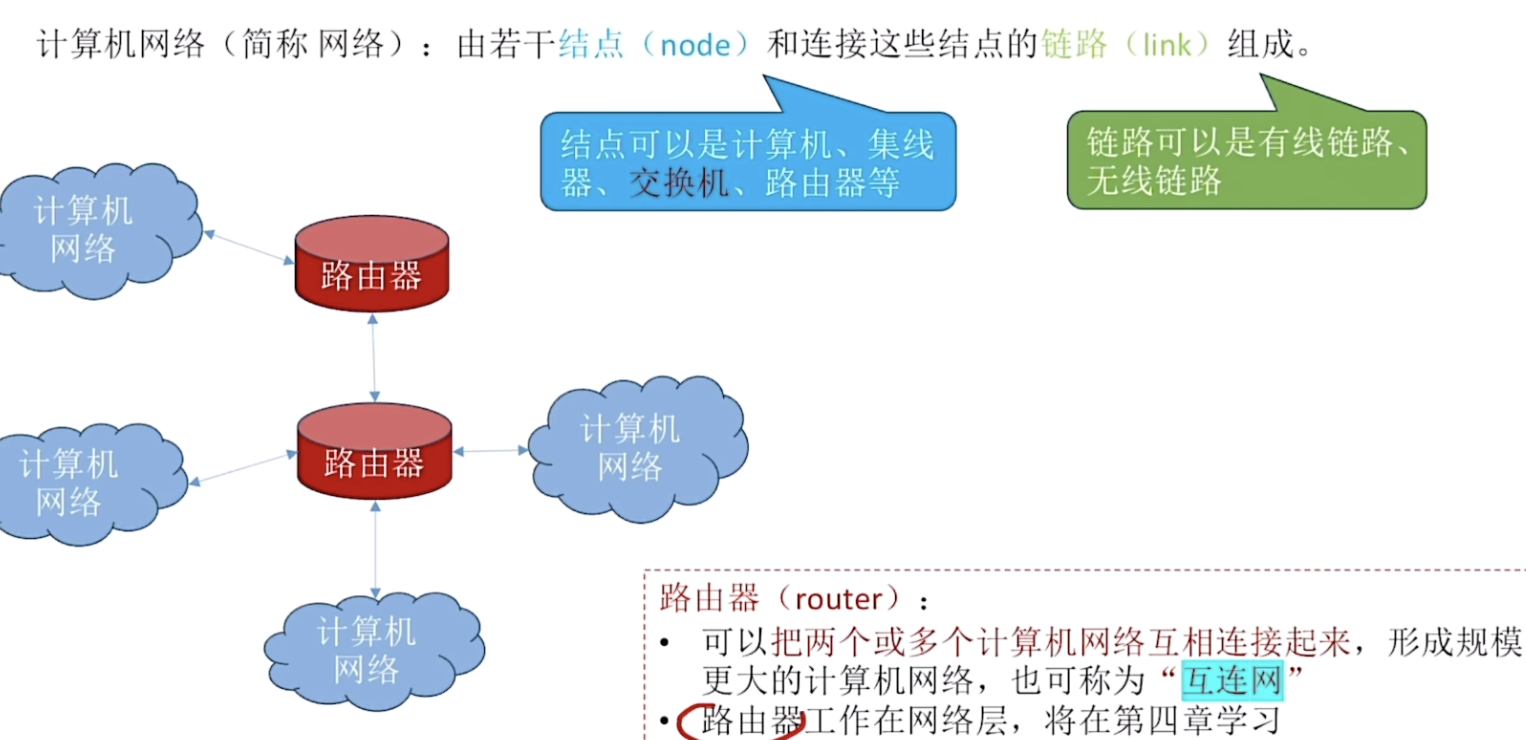 计算机网络（简称 网络）：由若干结点（node）和连接这些结点的链路（link）组成。
结点可以是计算机、集线
器、交换机、路由器等
链路可以是有线链路、
无线链路
计算机
网络
路由器
计算机
网络
路由器
计算机
网络
计算机
网络
路由器（router）：
• 可以把两个或多个计算机网络互相连接起来，形成规模
更大的计算机网络，也可称为“互连网”
• 路由器工作在网络层，将在第四章学习